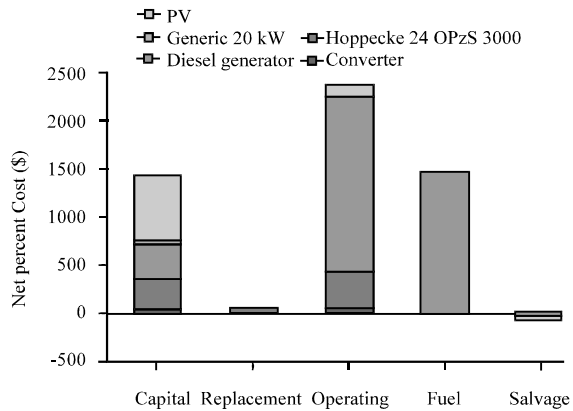 PV
Generic 20 kW
Hoppecke 24 OPzS 3000
Diesel generator
Converter
Net percent Cost ($)
2500
2000
1500
1000
500
0
-500
Capital Replacement Operating Fuel Salvage